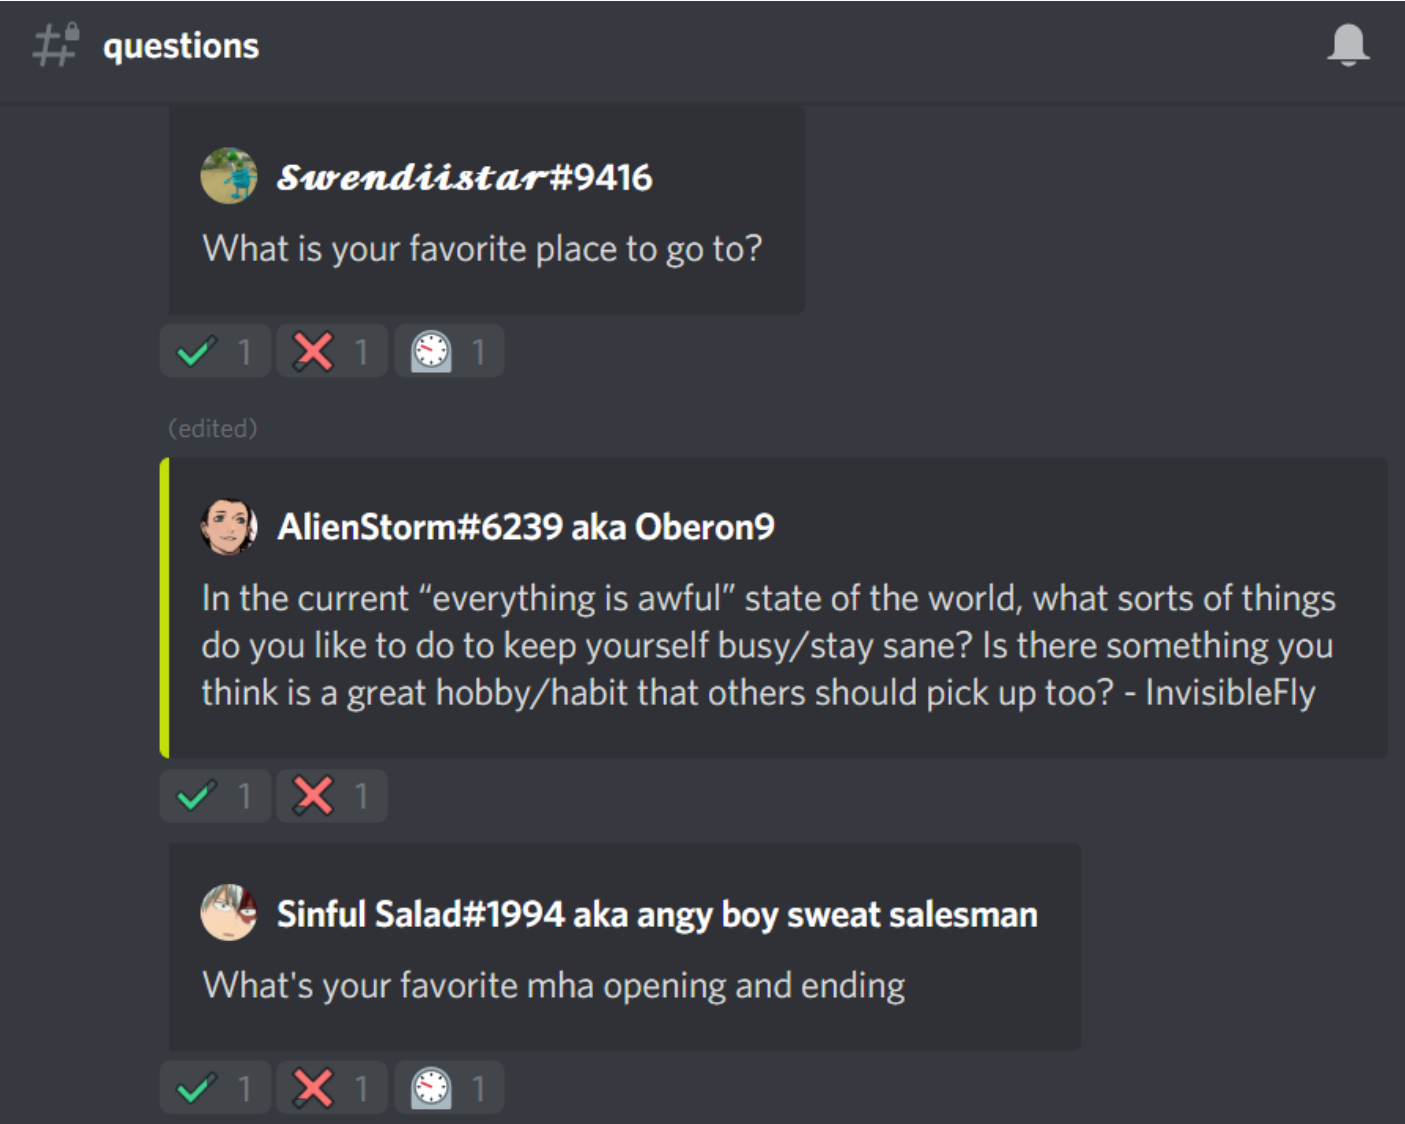 questions
𝓢𝔀𝓮𝓷𝓭𝓲𝓲𝓼𝓽𝓪𝓻#9416
What is your favorite place to go to?
1 1 1
(edited)
AlienStorm#6239 aka Oberon9
In the current “everything is awful” state of the world, what sorts of things
do you like to do to keep yourself busy/stay sane? Is there something you
think is a great hobby/habit that others should pick up too? - InvisibleFly
1 1
Sinful Salad#1994 aka angy boy sweat salesman
What's your favorite mha opening and ending
1 1 1